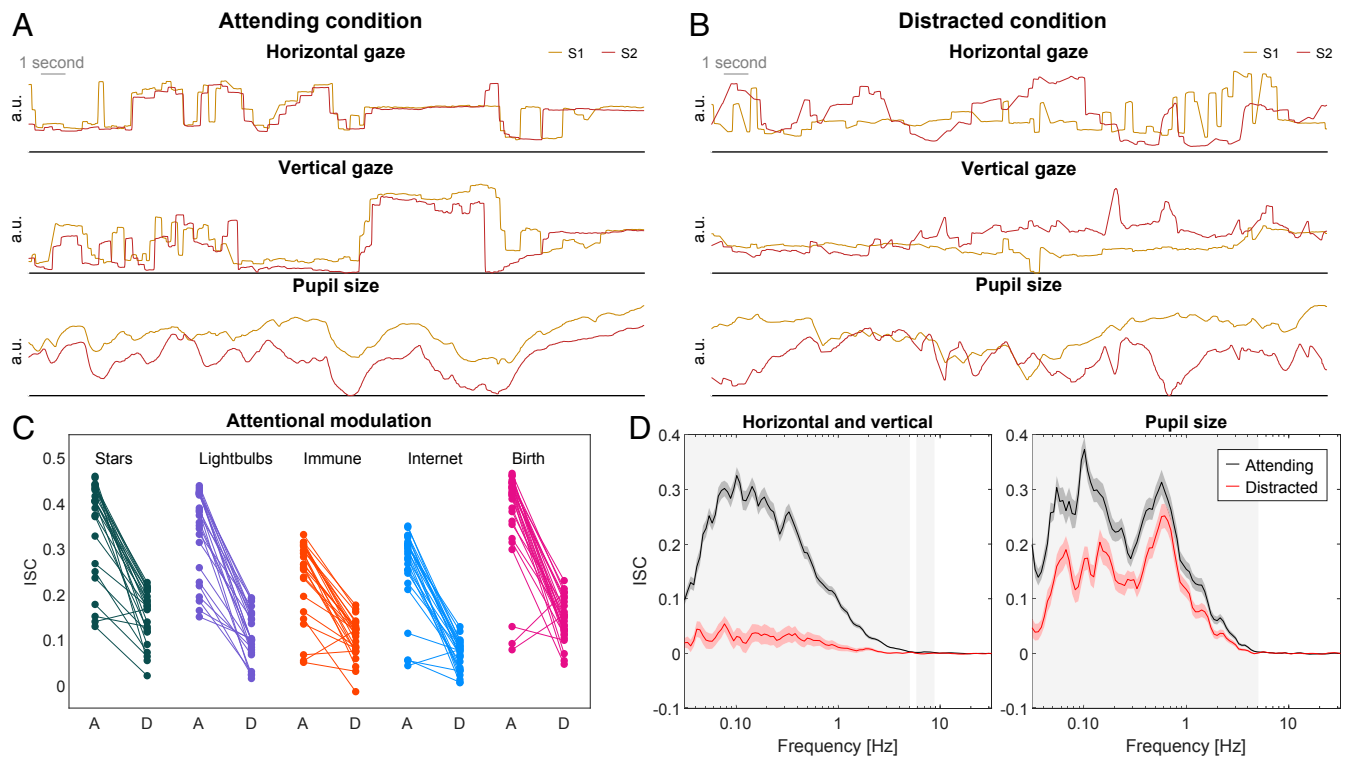 A
Attending condition
Horizontal gaze
S1 S2
1 second
a.u.
Vertical gaze
a.u.
Pupil size
a.u.
B
Distracted condition
Horizontal gaze
S1 S2
1 second
a.u.
Vertical gaze
a.u.
Pupil size
a.u.
C
Attentional modulation
Stars Lightbulbs Immune Internet Birth
ISC
0.5
0.4
0.3
0.2
0.1
0
A D A D A D A D A D
D
Horizontal and vertical
ISC
0.4
0.3
0.2
0.1
0
-0.1
0.10 1 10
Frequency [Hz]
Pupil size
Attending
Distracted
0.4
0.3
0.2
0.1
0
-0.1
0.10 1 10
Frequency [Hz]